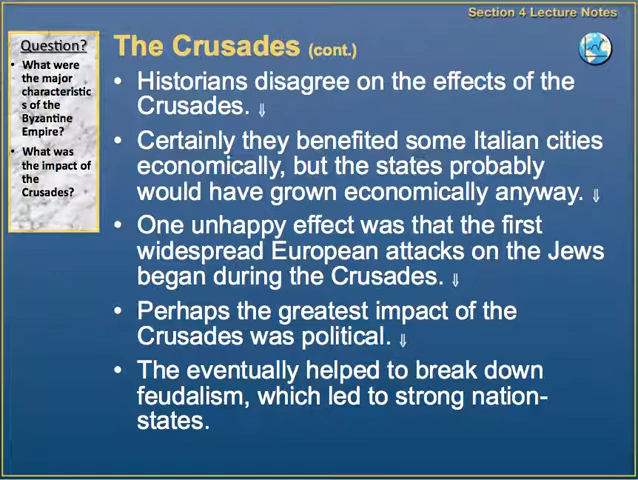 Section 4 Lecture Notes
Question?
• What were
the major
characteristic
s of the
Byzantine
Empire?
• What was
the impact of
the
Crusades?
The Crusades (cont.)
• Historians disagree on the effects of the
Crusades. ⇓
• Certainly they benefited some Italian cities
economically, but the states probably
would have grown economically anyway. ⇓
• One unhappy effect was that the first
widespread European attacks on the Jews
began during the Crusades. ⇓
• Perhaps the greatest impact of the
Crusades was political. ⇓
• The eventually helped to break down
feudalism, which led to strong nation-
states.